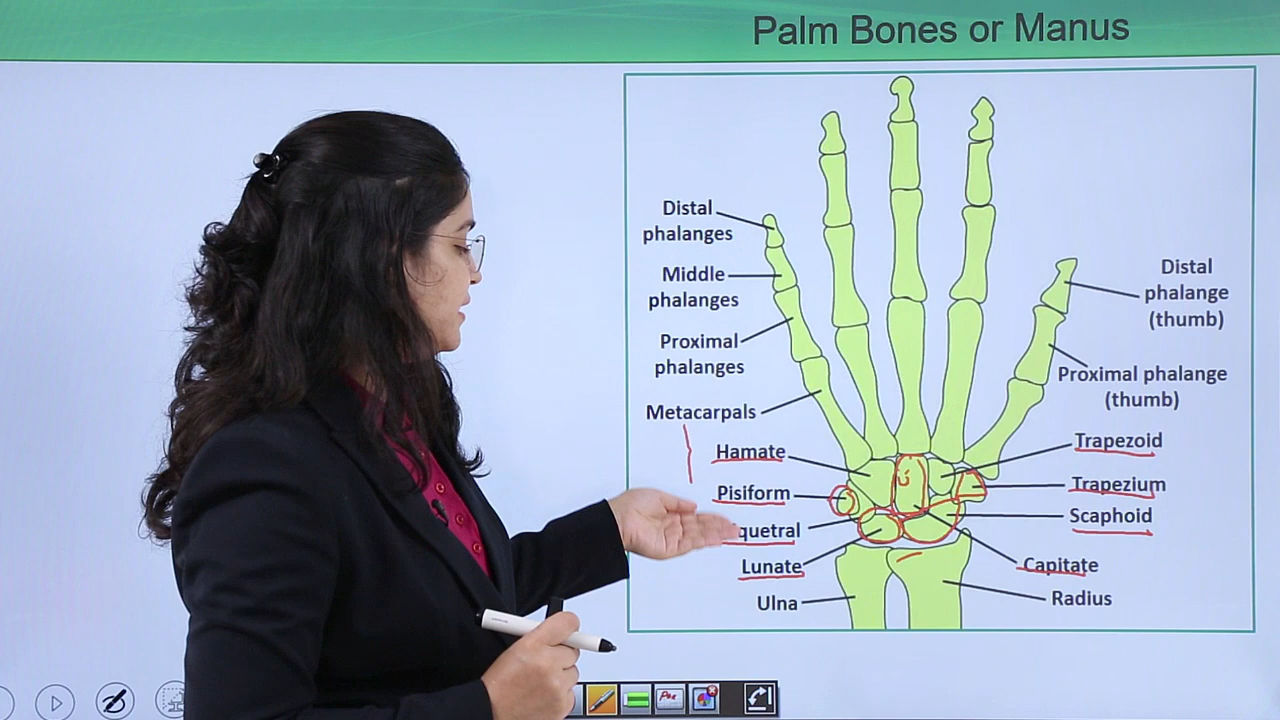 Palm Bones or Manus
Distal
phalanges
Middle
phalanges
Proximal
phalanges
Metacarpals
Hamate
Pisiform
quetral
Lunate
Ulna
Distal
phalange
(thumb)
Proximal phalange
(thumb)
Trapezoid
Trapezium
Scaphoid
Capitate
Radius